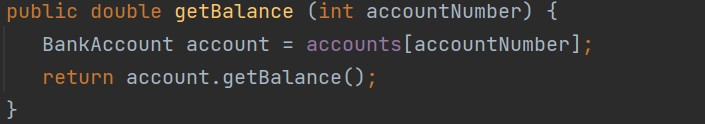 public double getBalance (int accountNumber) {
BankAccount account = accounts[accountNumber];
return account.getBalance();
}